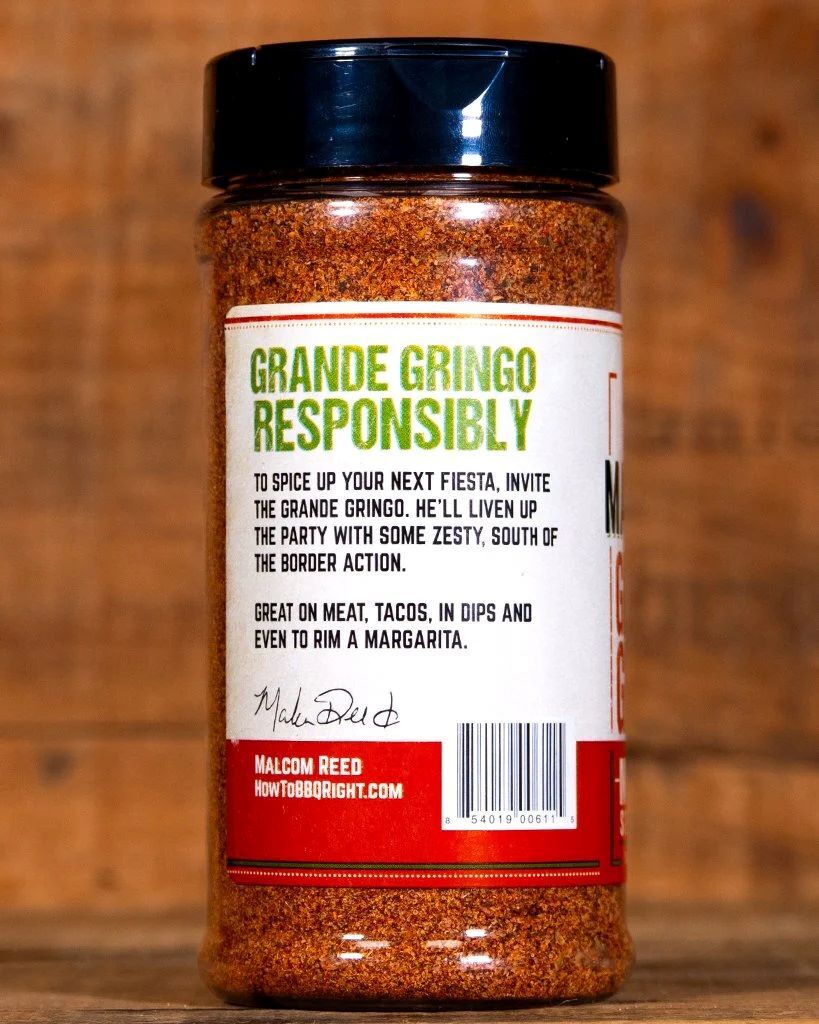 GRANDE GRINGO
RESPONSIBLY
TO SPICE UP YOUR NEXT FIESTA, INVITE
THE GRANDE GRINGO. HE'LL LIVEN UP
THE PARTY WITH SOME ZESTY, SOUTH OF
THE BORDER ACTION.
GREAT ON MEAT, TACOS, IN DIPS AND
EVEN TO RIM A MARGARITA.
Malcom Reed
MALCOM REED
HOWTOBBQRIGHT.COM
8 54019 00611 5